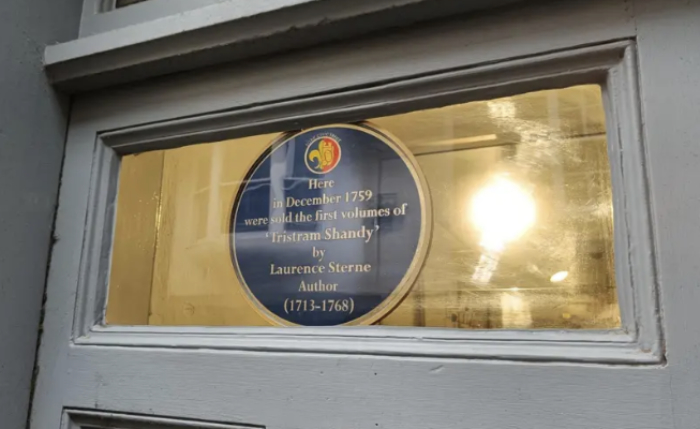 Here
in December 1759
were sold the first volumes of
'Tristram Shandy'
by
Laurence Sterne
Author
(1713-1768)